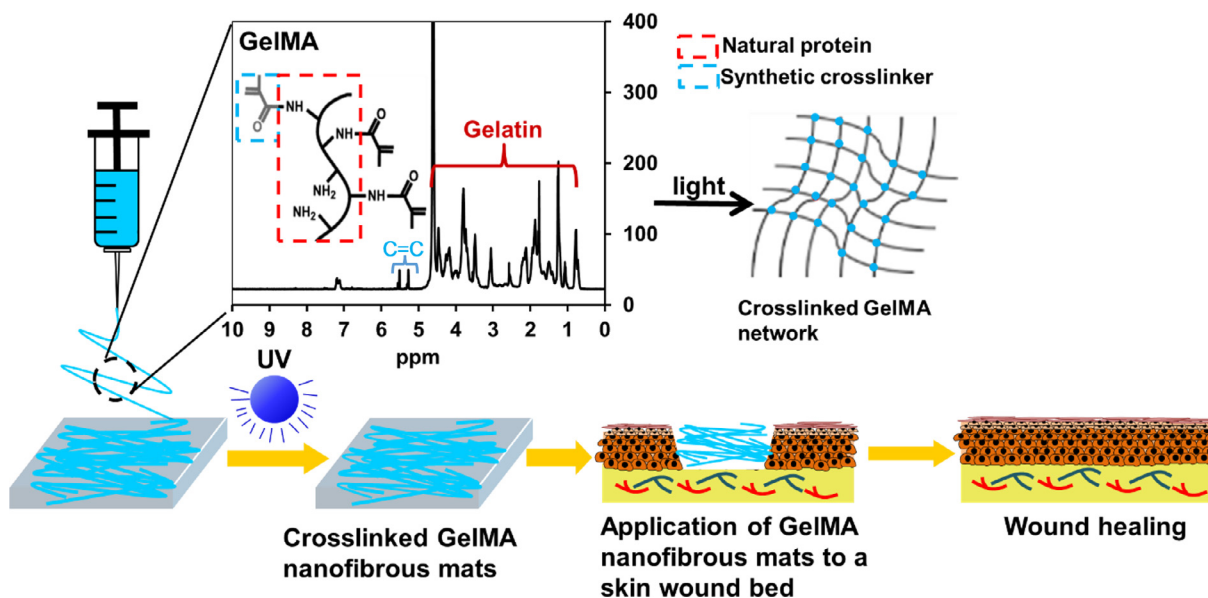 GelMA
O
NH
O
NH
NH2
O
NH
NH2
C=C
Gelatin
400
300
200
100
0
10 9 8 7 6 5 4 3 2 1 0
ppm
Natural protein
Synthetic crosslinker
light
Crosslinked GelMA
network
UV
Crosslinked GelMA
nanofibrous mats
Application of GelMA
nanofibrous mats to a
skin wound bed
Wound healing